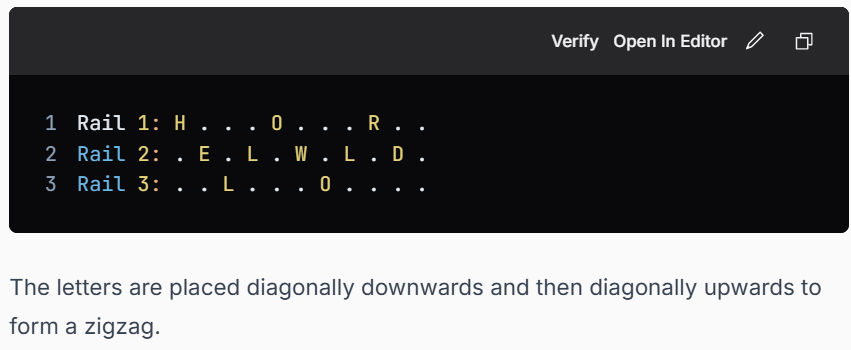 Verify Open In Editor
1 Rail 1: H . . . O . . . R . .
2 Rail 2: . E . L . W . L . D .
3 Rail 3: . . L . . . O . . . .
The letters are placed diagonally downwards and then diagonally upwards to
form a zigzag.